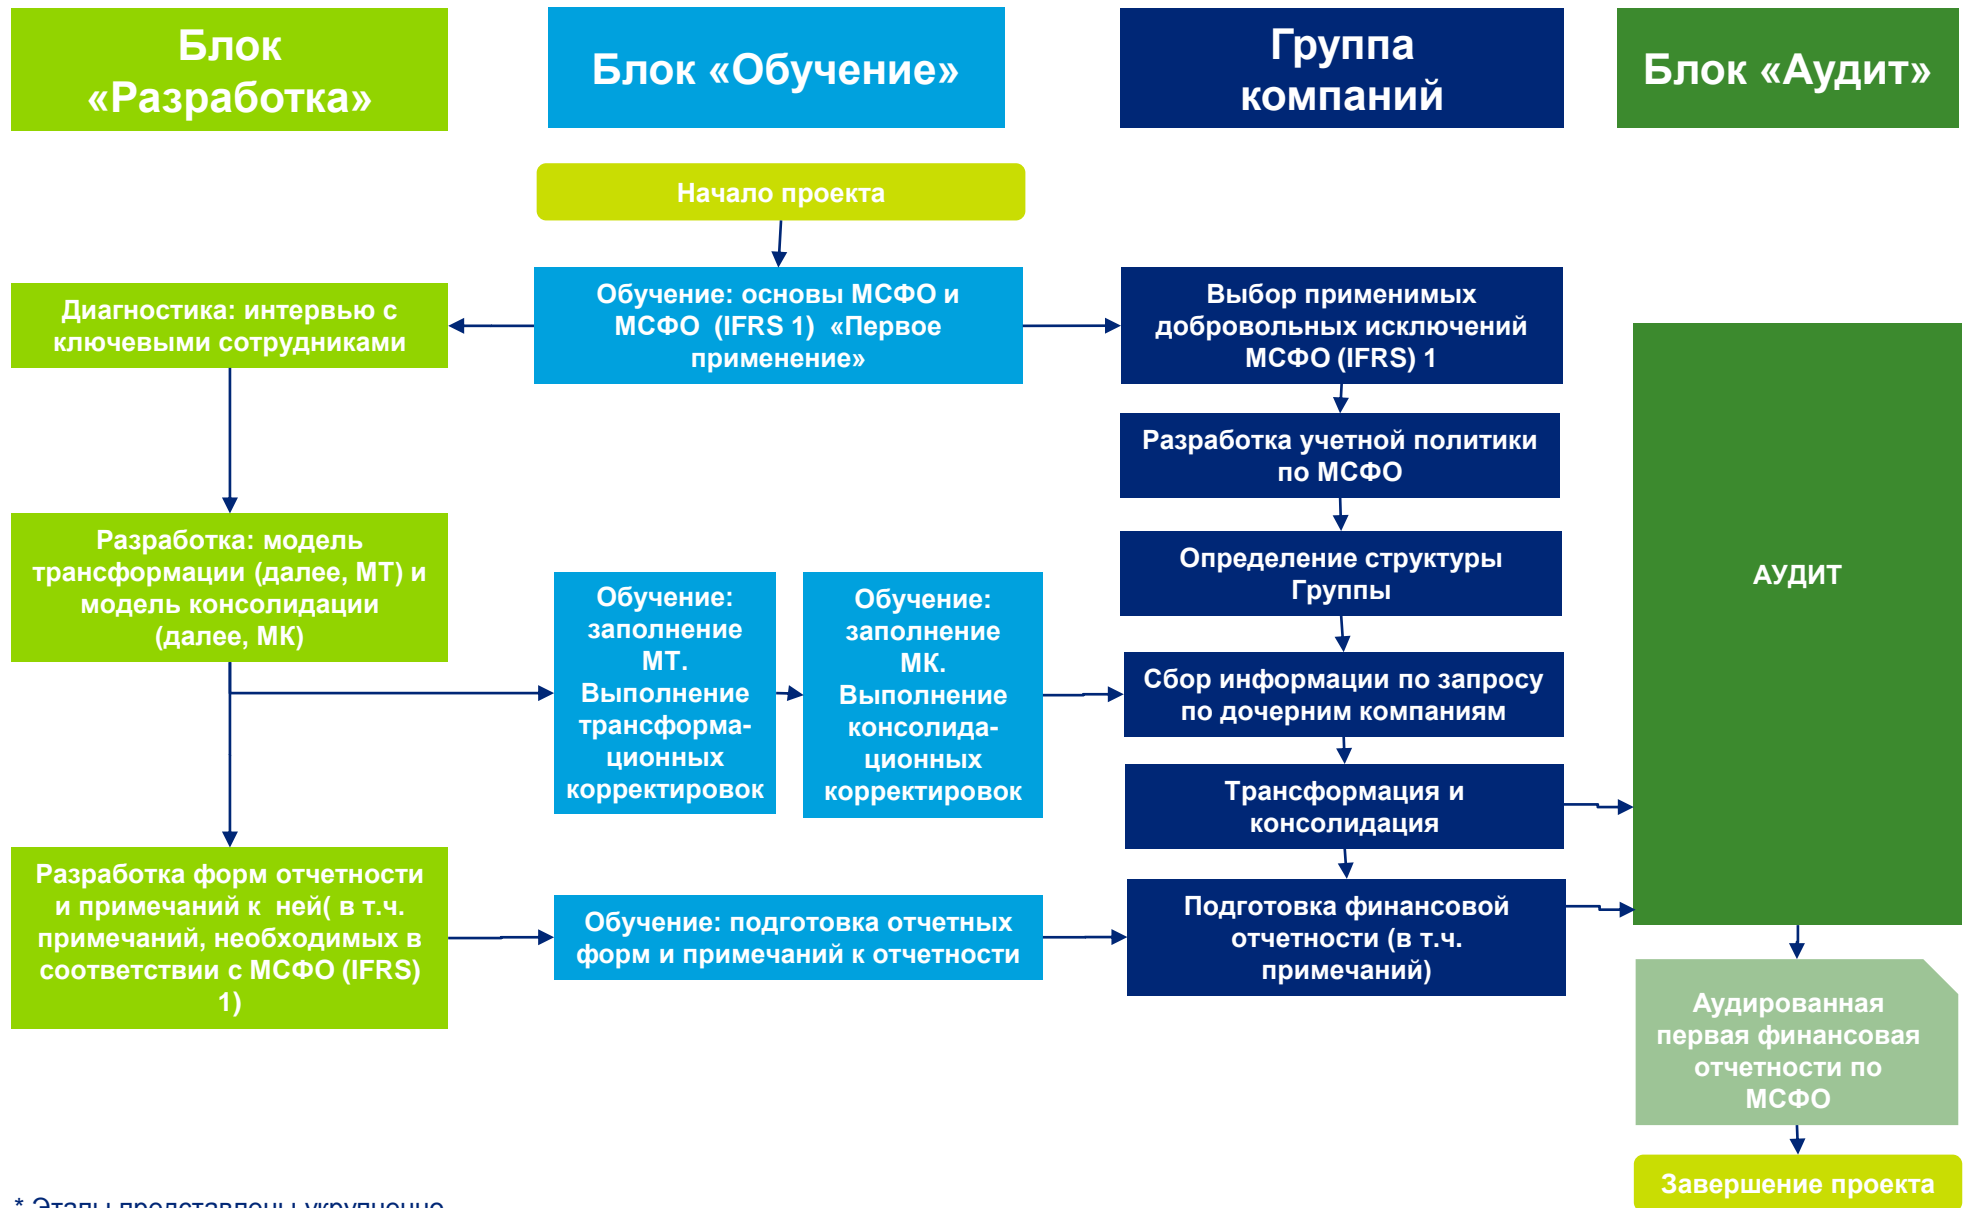 Блок
«Разработка»
Блок «Обучение»
Группа
компаний
Блок «Аудит»
Начало проекта
Диагностика: интервью с
ключевыми сотрудниками
Обучение: основы МСФО и
МСФО (IFRS 1) «Первое
применение»
Выбор применимых
добровольных исключений
МСФО (IFRS) 1
Разработка учетной политики
по МСФО
Разработка: модель
трансформации (далее, МТ) и
модель консолидации
(далее, МК)
Обучение:
заполнение
МТ.
Выполнение
трансформа-
ционных
корректировок
Обучение:
заполнение
МК.
Выполнение
консолида-
ционных
корректировок
Определение структуры
Группы
Сбор информации по запросу
по дочерним компаниям
Трансформация и
консолидация
АУДИТ
Разработка форм отчетности
и примечаний к ней( в т.ч.
примечаний, необходимых в
соответствии с МСФО (IFRS)
1)
Обучение: подготовка отчетных
форм и примечаний к отчетности
Подготовка финансовой
отчетности (в т.ч.
примечаний)
Аудированная
первая финансовая
отчетности по
МСФО
Завершение проекта
* Этапы представлены укрупненно